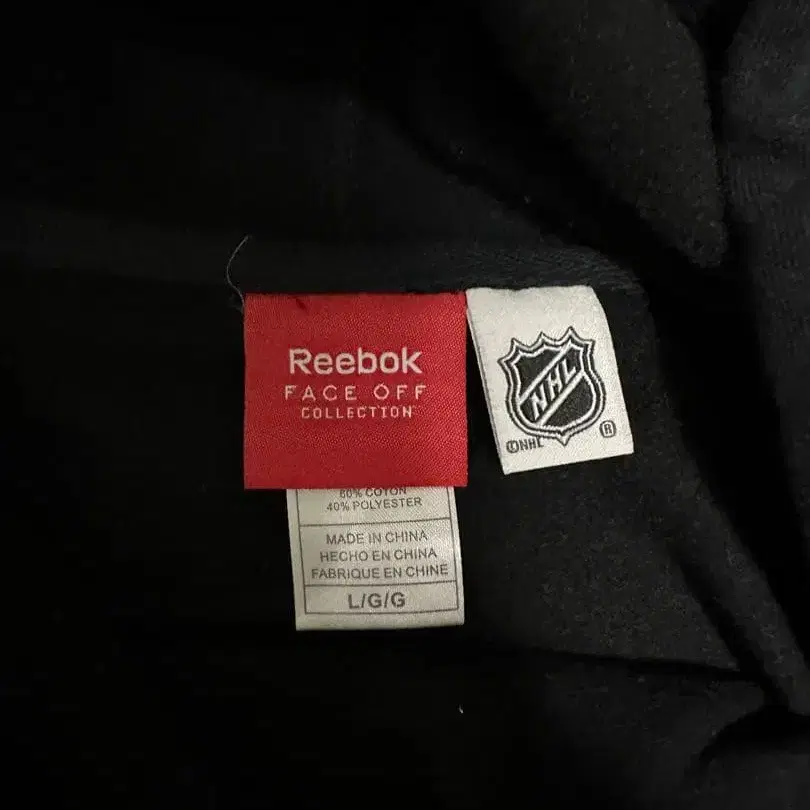 Reebok
FACE OFF
COLLECTION
NHL
©NHL ®
60% COTON
40% POLYESTER
MADE IN CHINA
HECHO EN CHINA
FABRIQUE EN CHINE
L/G/G